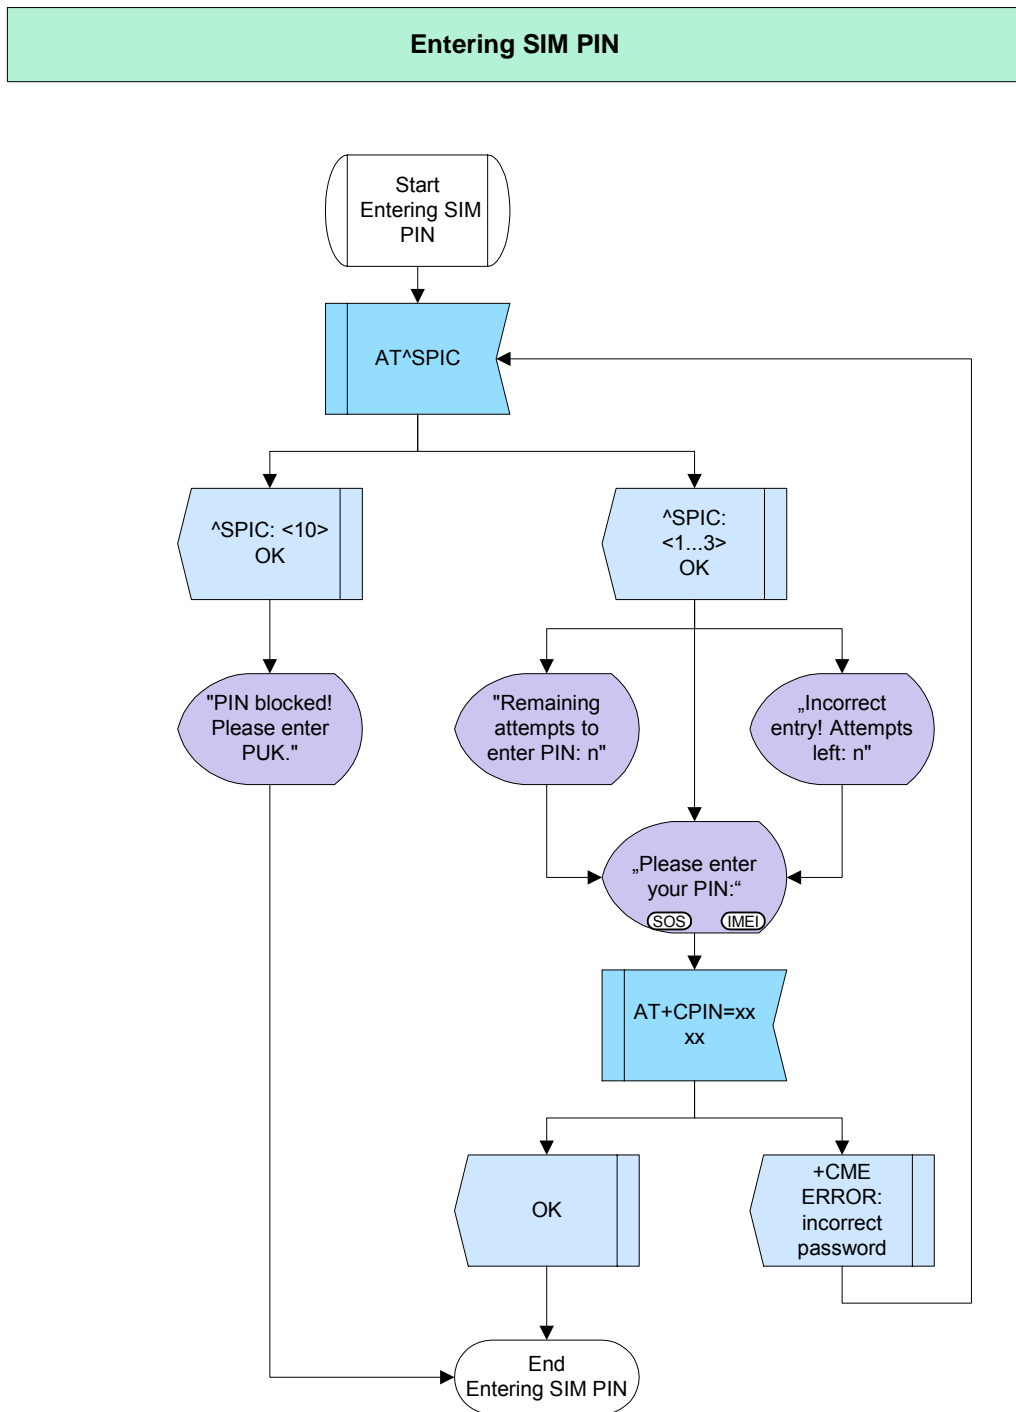 Entering SIM PIN
Start
Entering SIM
PIN
AT^SPIC
^SPIC: <10>
OK
^SPIC:
<1...3>
OK
"PIN blocked!
Please enter
PUK."
"Remaining
attempts to
enter PIN: n"
„Incorrect
entry! Attempts
left: n"
„Please enter
your PIN:“
SOS
IMEI
AT+CPIN=xx
xx
OK
+CME
ERROR:
incorrect
password
End
Entering SIM PIN